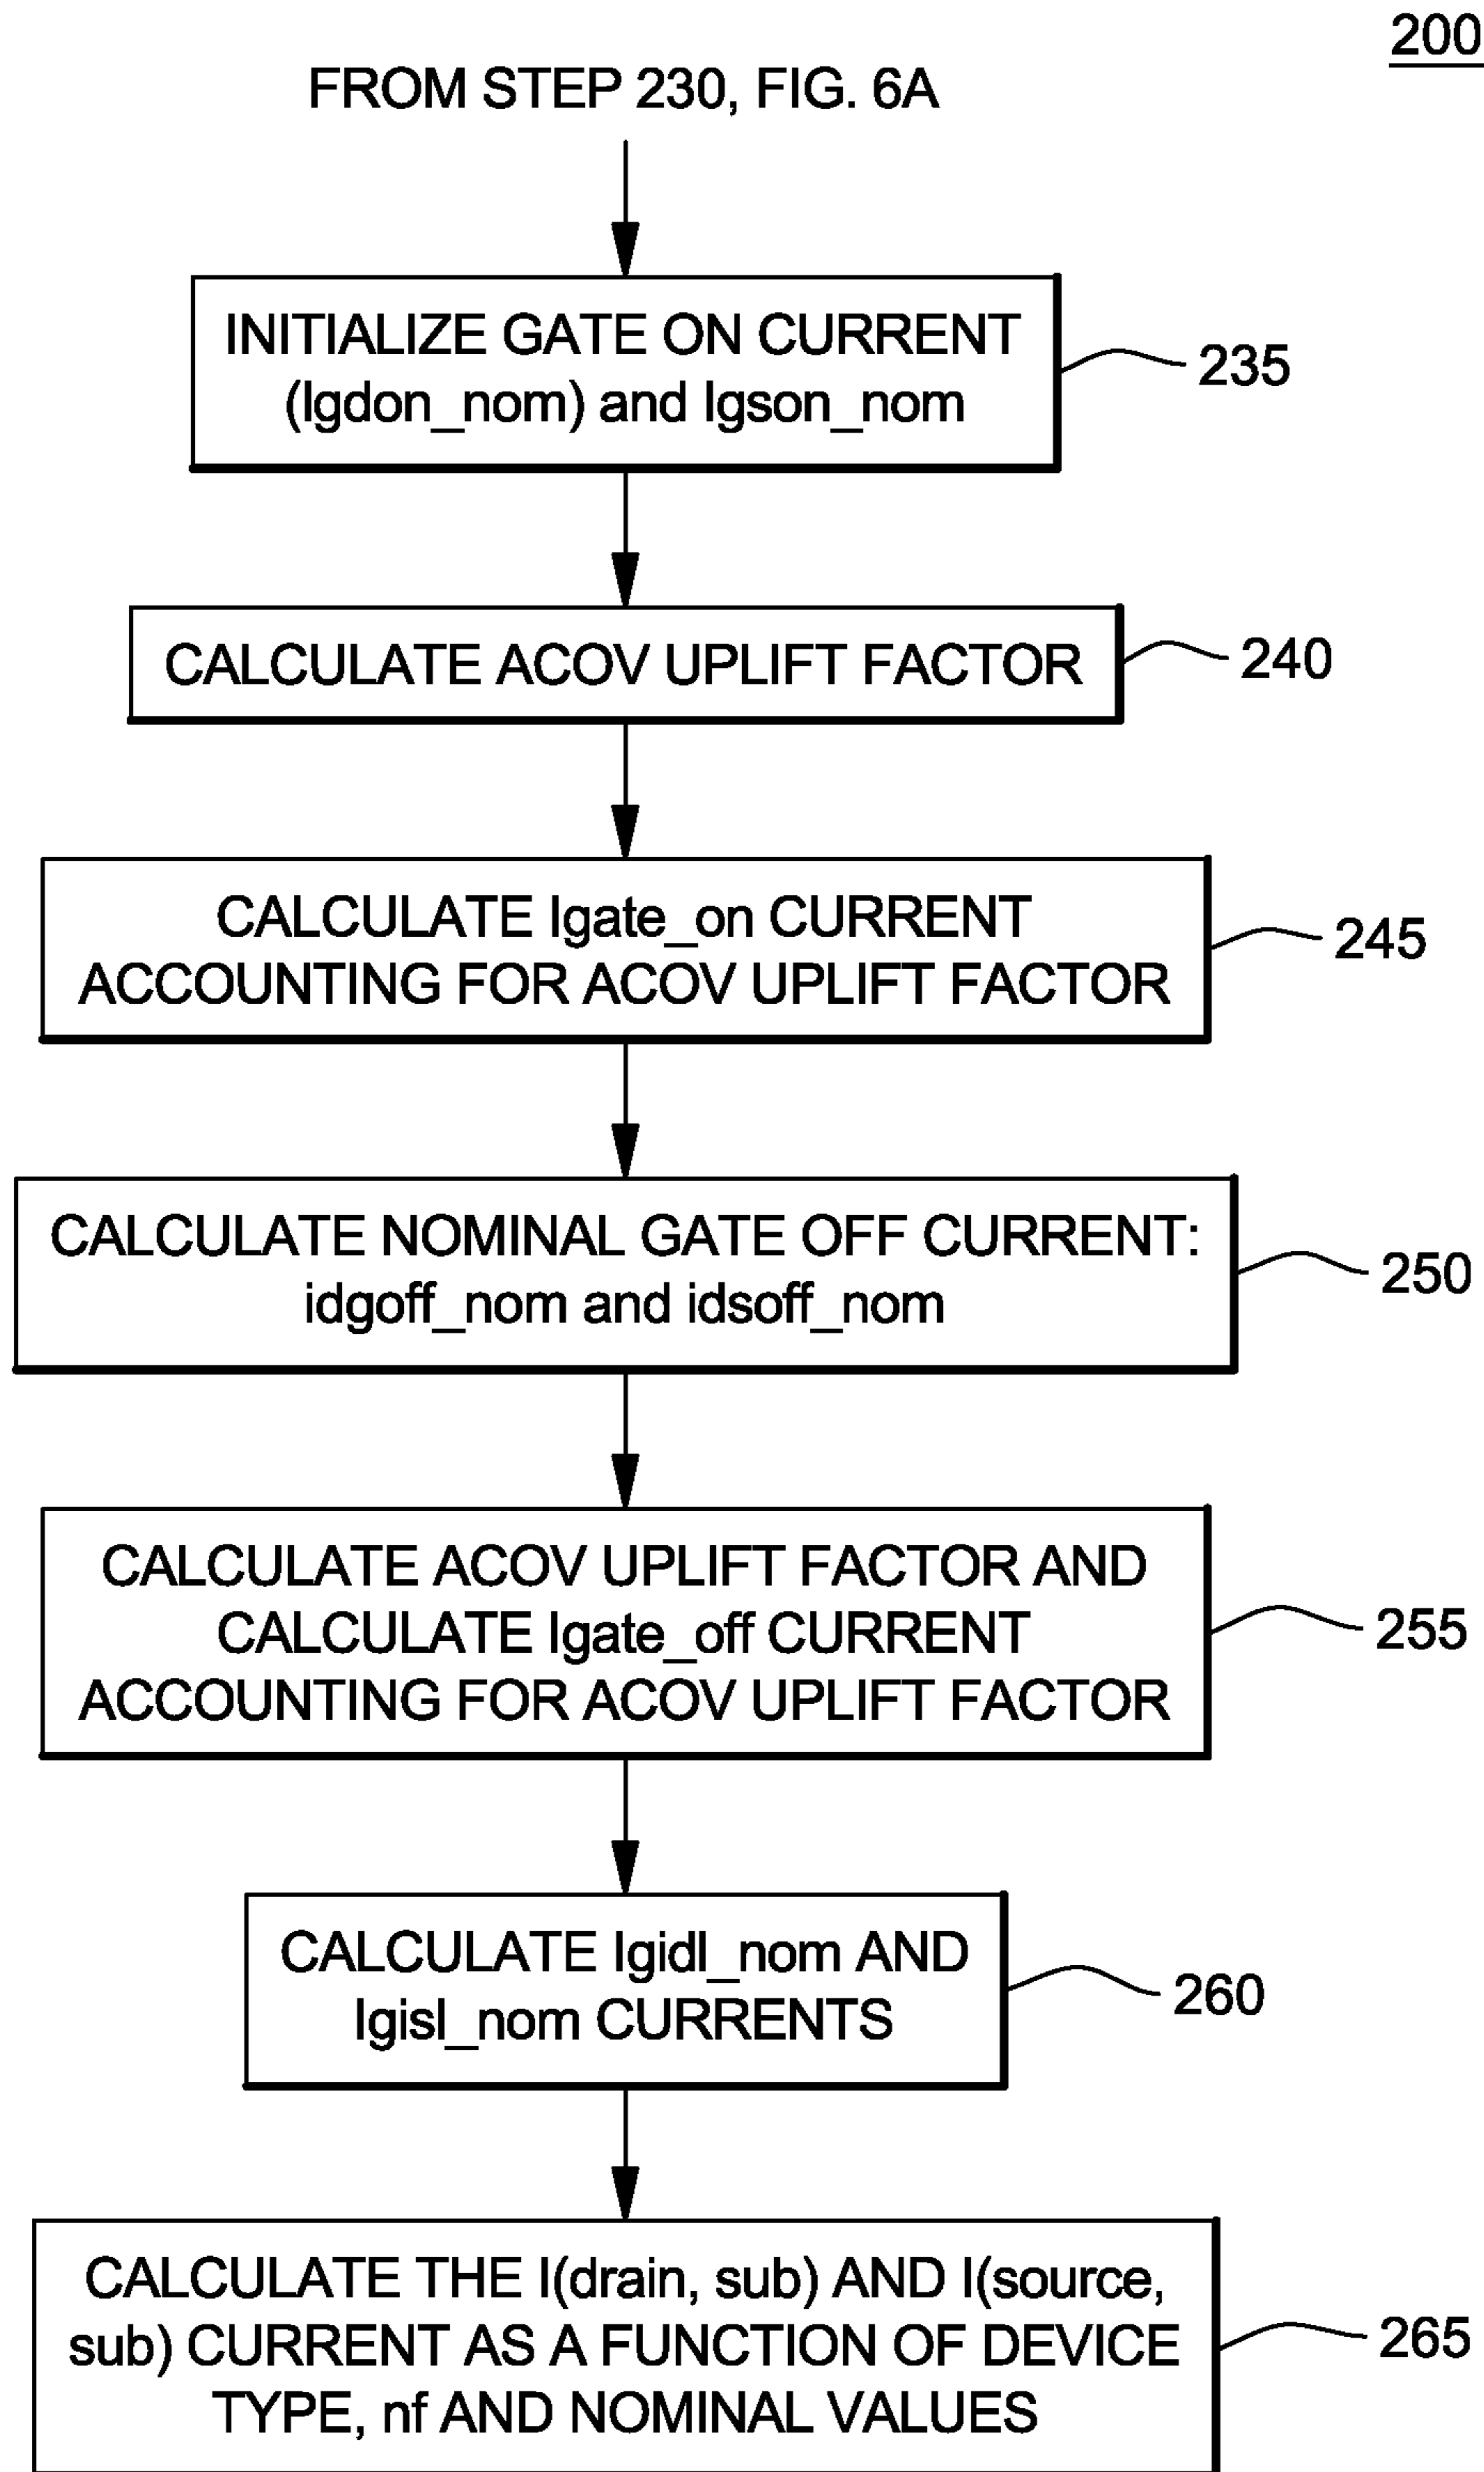 200
FROM STEP 230, FIG. 6A
INITIALIZE GATE ON CURRENT
(Igdon_nom) and Igson_nom
235
CALCULATE ACOV UPLIFT FACTOR
240
CALCULATE Igate_on CURRENT
ACCOUNTING FOR ACOV UPLIFT FACTOR
245
CALCULATE NOMINAL GATE OFF CURRENT:
idgoff_nom and idsoff_nom
250
CALCULATE ACOV UPLIFT FACTOR AND
CALCULATE Igate_off CURRENT
ACCOUNTING FOR ACOV UPLIFT FACTOR
255
CALCULATE Igidl_nom AND
Igisl_nom CURRENTS
260
CALCULATE THE I(drain, sub) AND I(source,
sub) CURRENT AS A FUNCTION OF DEVICE
TYPE, nf AND NOMINAL VALUES
265